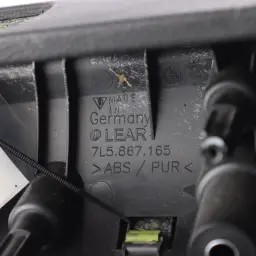 MADE
IN
Germany
LEAR
7L5.867.165
>ABS / PUR<